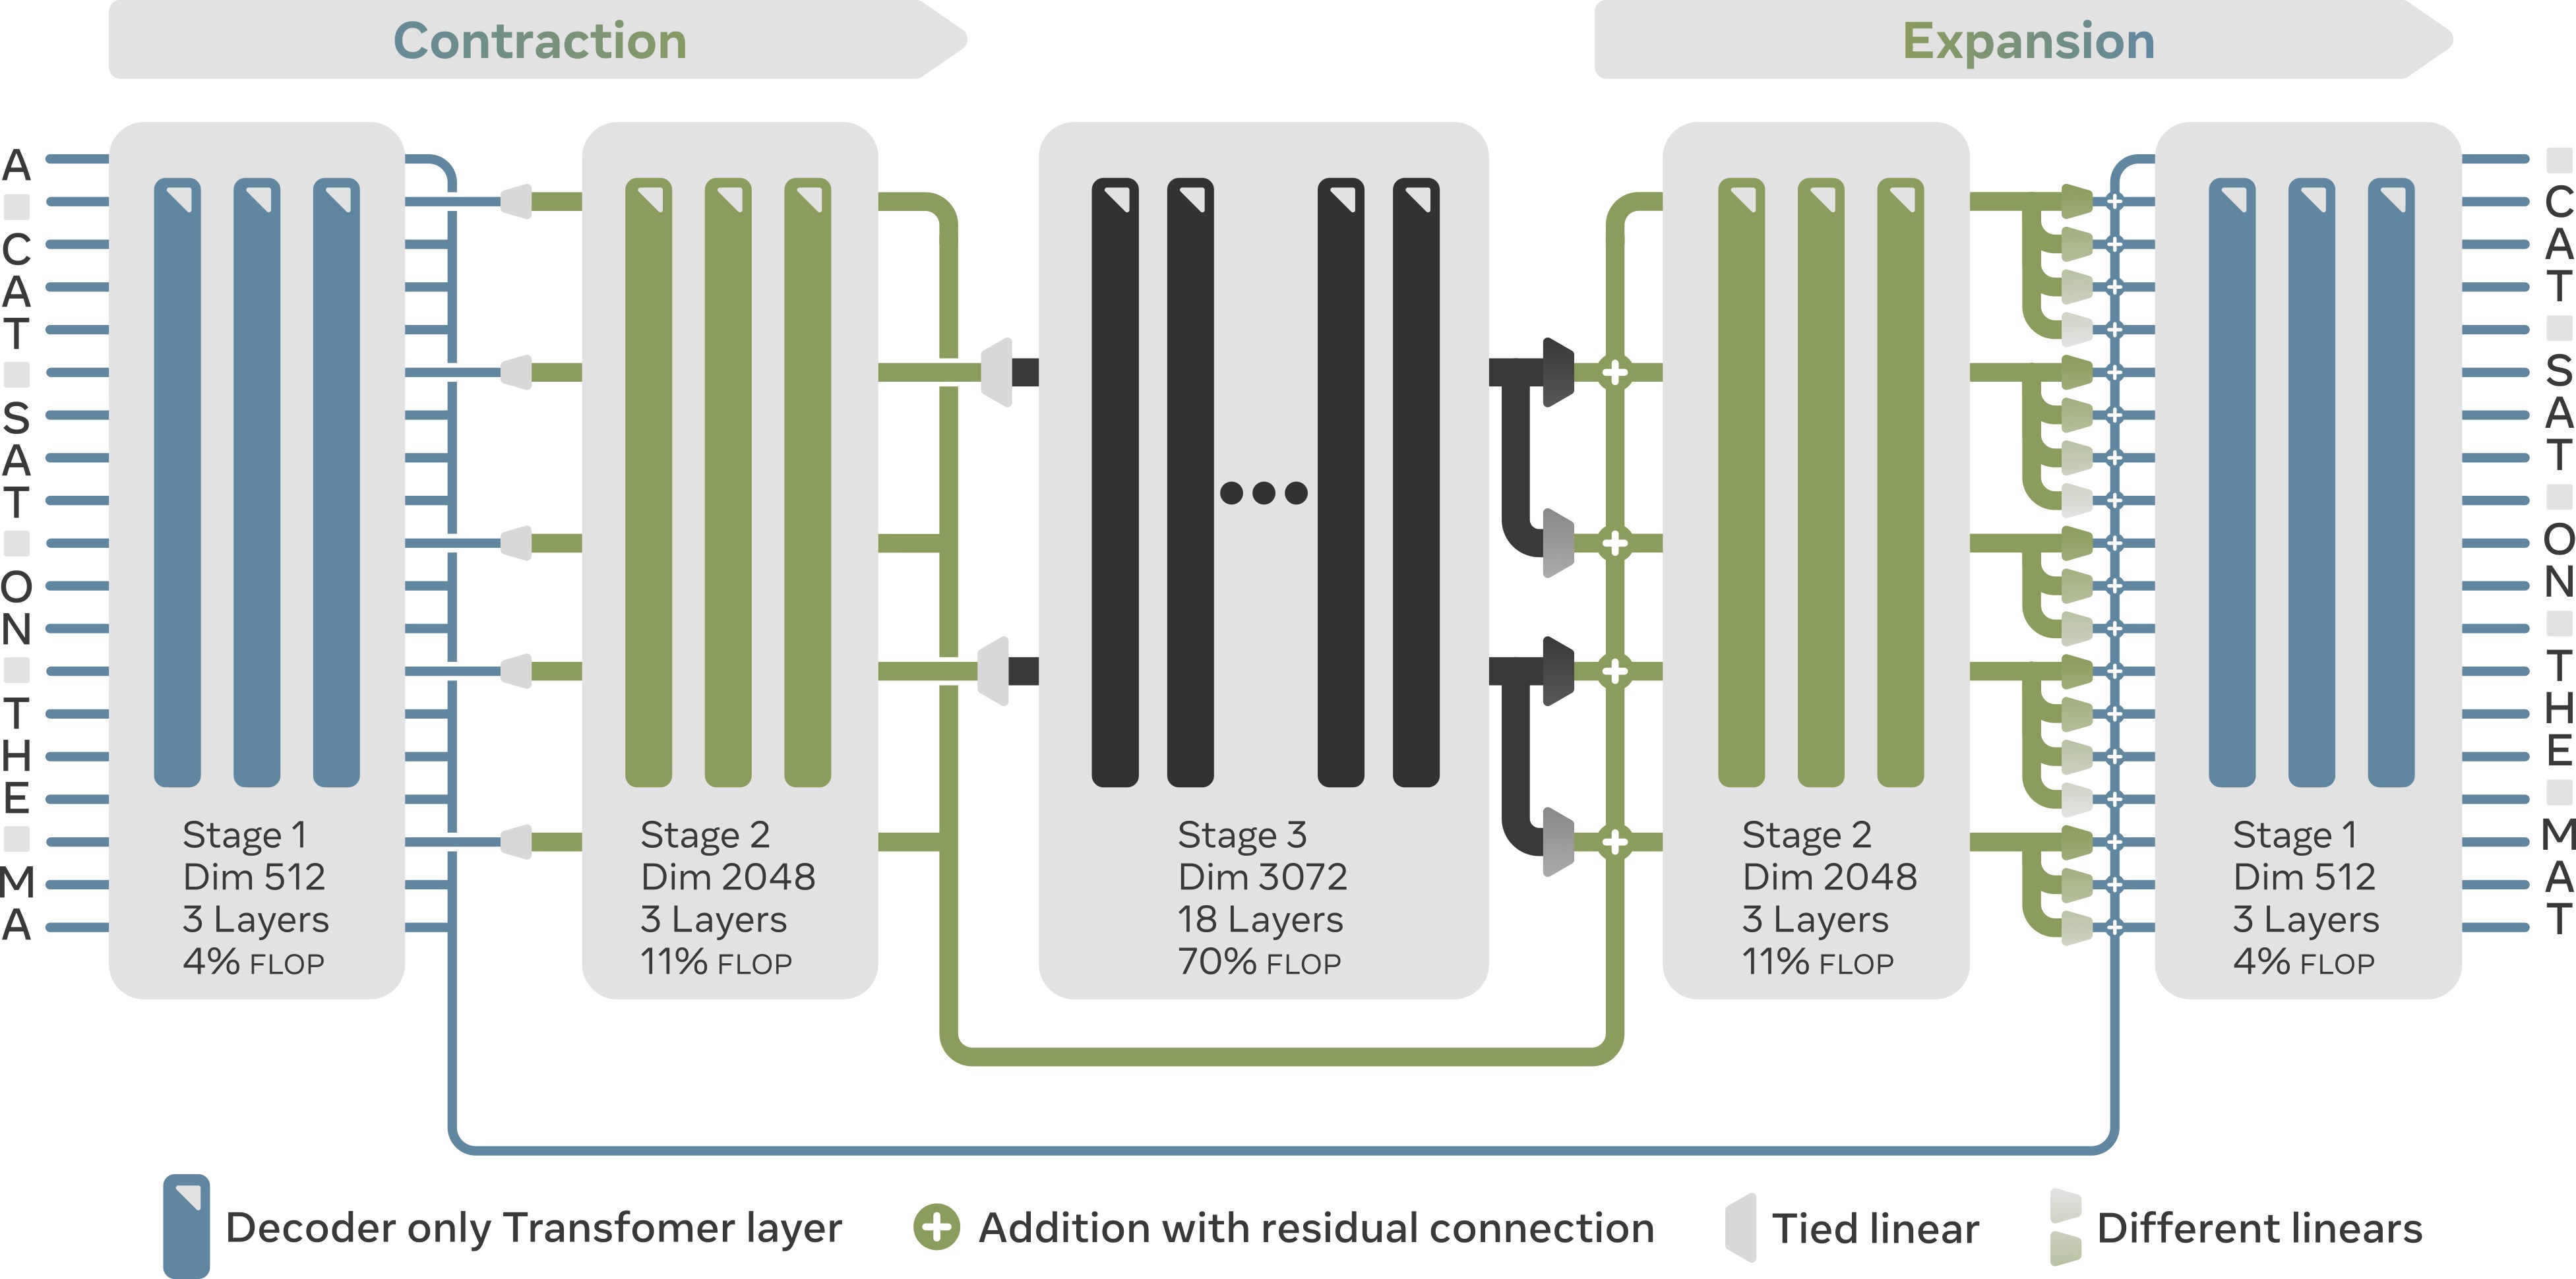 Contraction
Expansion
A
C
A
T
S
A
T
O
N
T
H
E
M
A
Stage 1
Dim 512
3 Layers
4% FLOP
Stage 2
Dim 2048
3 Layers
11% FLOP
Stage 3
Dim 3072
18 Layers
70% FLOP
Stage 2
Dim 2048
3 Layers
11% FLOP
Stage 1
Dim 512
3 Layers
4% FLOP
C
A
T
S
A
T
O
N
T
H
E
M
A
T
Decoder only Transfomer layer
Addition with residual connection
Tied linear
Different linears